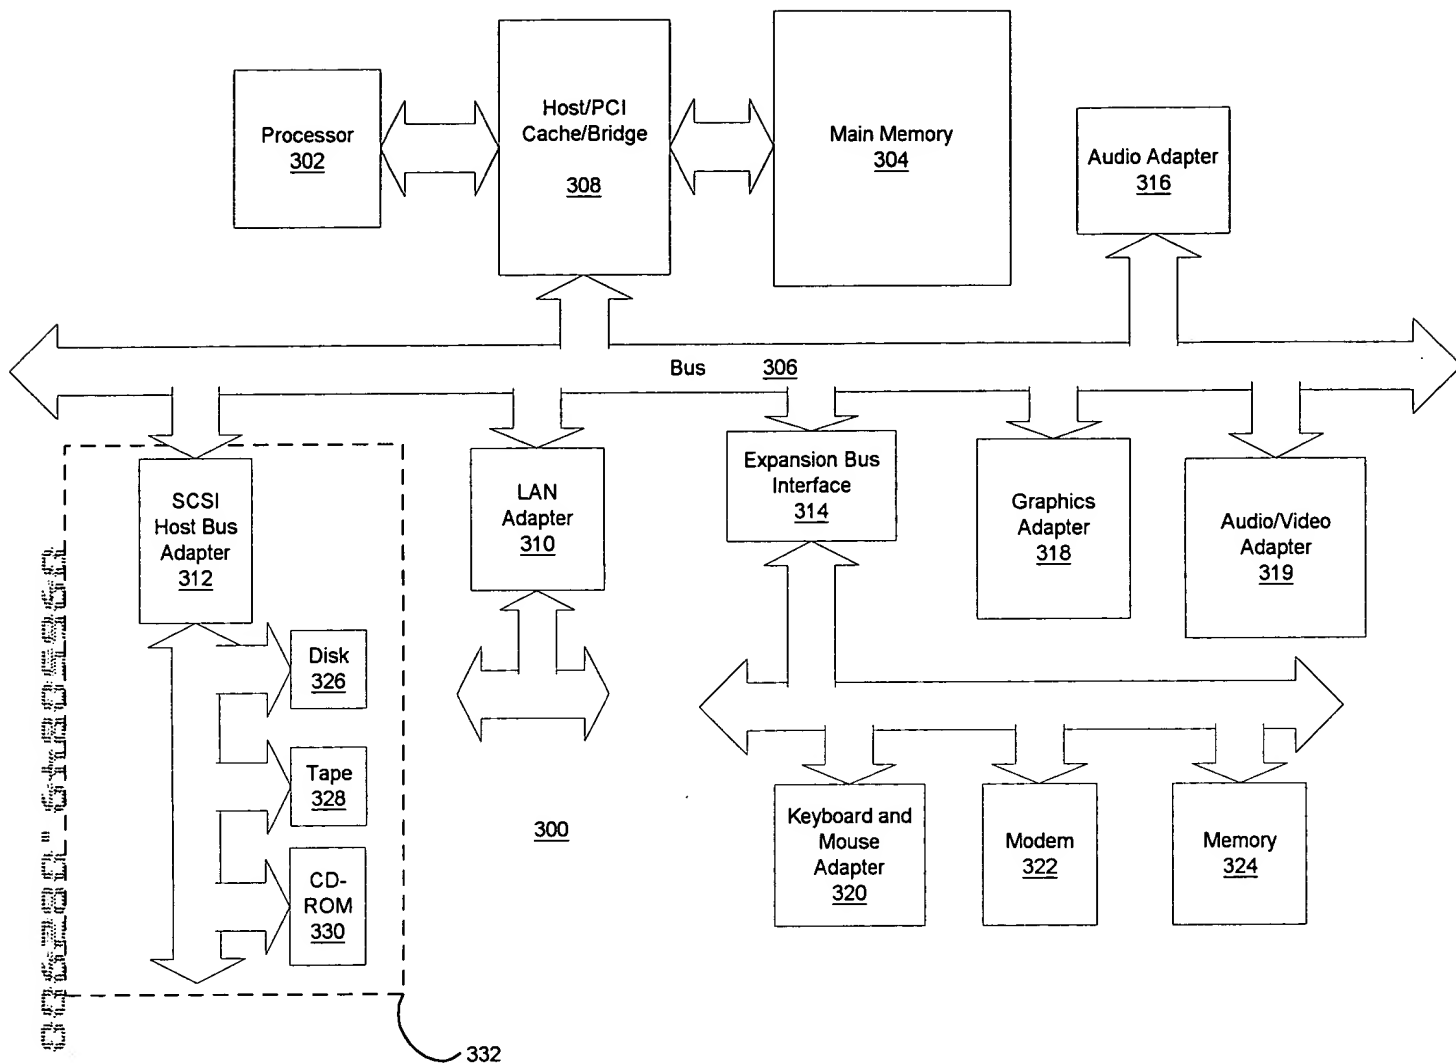 Processor
302
Host/PCI
Cache/Bridge
308
Main Memory
304
Audio Adapter
316
Bus 306
SCSI
Host Bus
Adapter
312
LAN
Adapter
310
Expansion Bus
Interface
314
Graphics
Adapter
318
Audio/Video
Adapter
319
Disk
326
Tape
328
CD-
ROM
330
300
Keyboard and
Mouse
Adapter
320
Modem
322
Memory
324
332